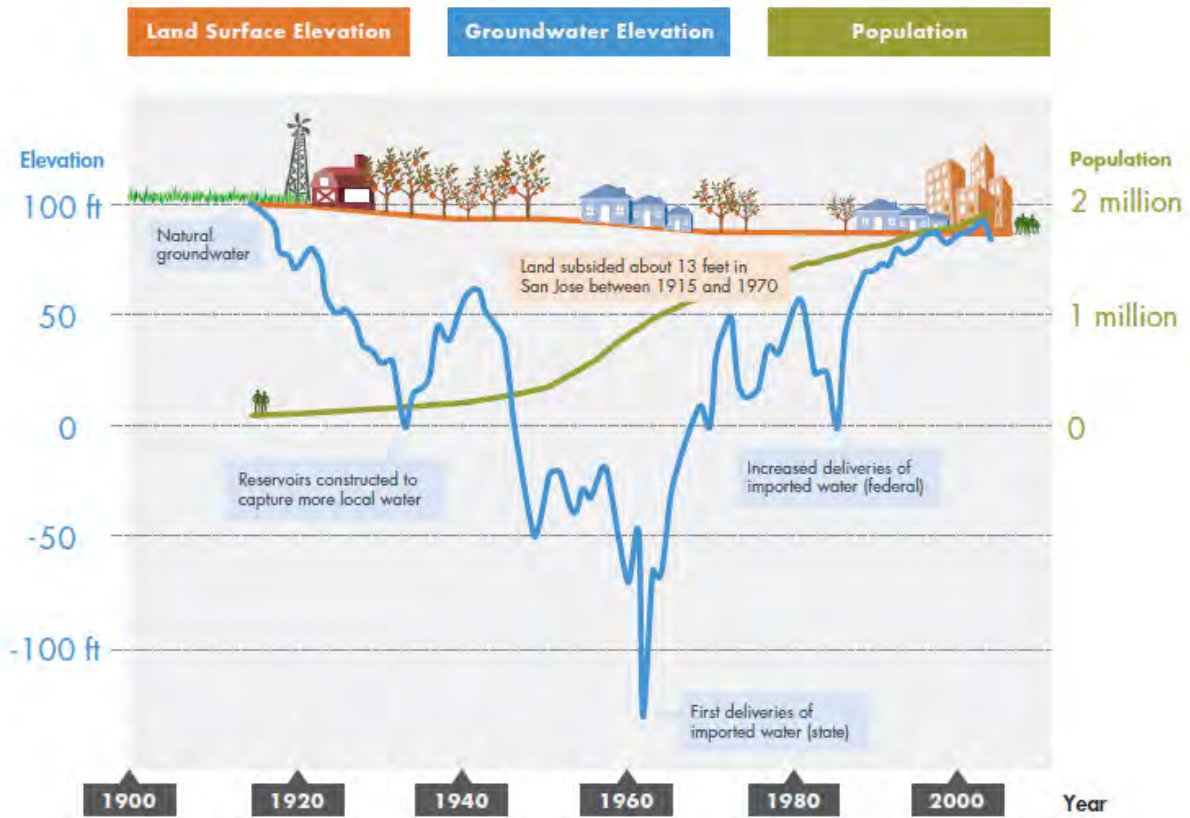 Land Surface Elevation
Groundwater Elevation
Population
Elevation
Population
100 ft
2 million
Natural
groundwater
Land subsided about 13 feet in
San Jose between 1915 and 1970
50
1 million
0
0
Reservoirs constructed to
capture more local water
Increased deliveries of
imported water (federal)
-50
-100 ft
First deliveries of
imported water (state)
1900
1920
1940
1960
1980
2000
Year